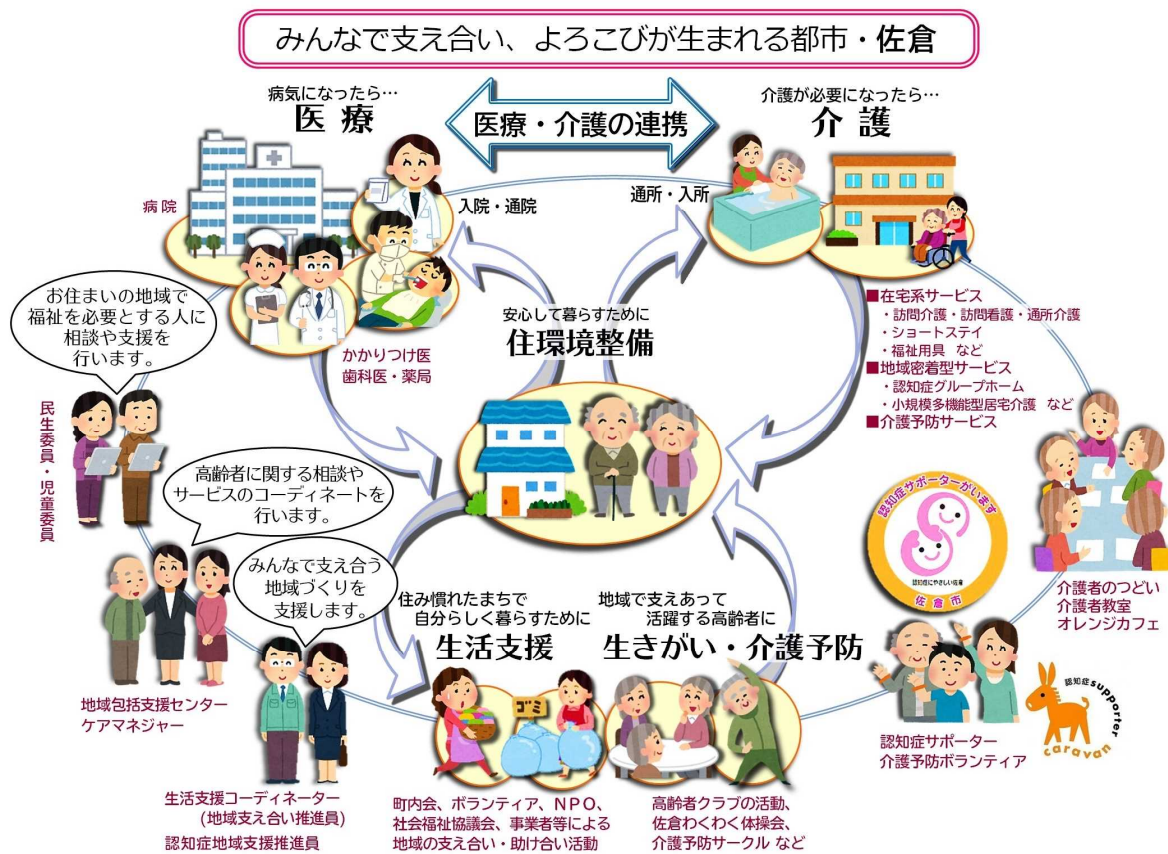 みんなで支え合い、よろこびが生まれる都市・佐倉
病気になったら…
医療
医療・介護の連携
介護が必要になったら…
介護
病院
入院・通院
通所・入所
かかりつけ医
歯科医・薬局
安心して暮らすために
住環境整備
■在宅系サービス
・訪問介護・訪問看護・通所介護
・ショートステイ
・福祉用具 など
■地域密着型サービス
・認知症グループホーム
・小規模多機能型居宅介護 など
■介護予防サービス
お住まいの地域で
福祉を必要とする人に
相談や支援を
行います。
民生委員・児童委員
高齢者に関する相談や
サービスのコーディネートを
行います。
地域包括支援センター
ケアマネジャー
みんなで支え合う
地域づくりを
支援します。
生活支援コーディネーター
(地域支え合い推進員)
認知症地域支援推進員
住み慣れたまちで
自分らしく暮らすために
生活支援
ゴミ
町内会、ボランティア、NPO、
社会福祉協議会、事業者等による
地域の支え合い・助け合い活動
地域で支えあって
活躍する高齢者に
生きがい・介護予防
高齢者クラブの活動、
佐倉わくわく体操会、
介護予防サークル など
認知症サポーターがいます
認知症にやさしい佐倉
佐倉市
介護者のつどい
介護者教室
オレンジカフェ
認知症サポーター
介護予防ボランティア
認知症supporter
caravan